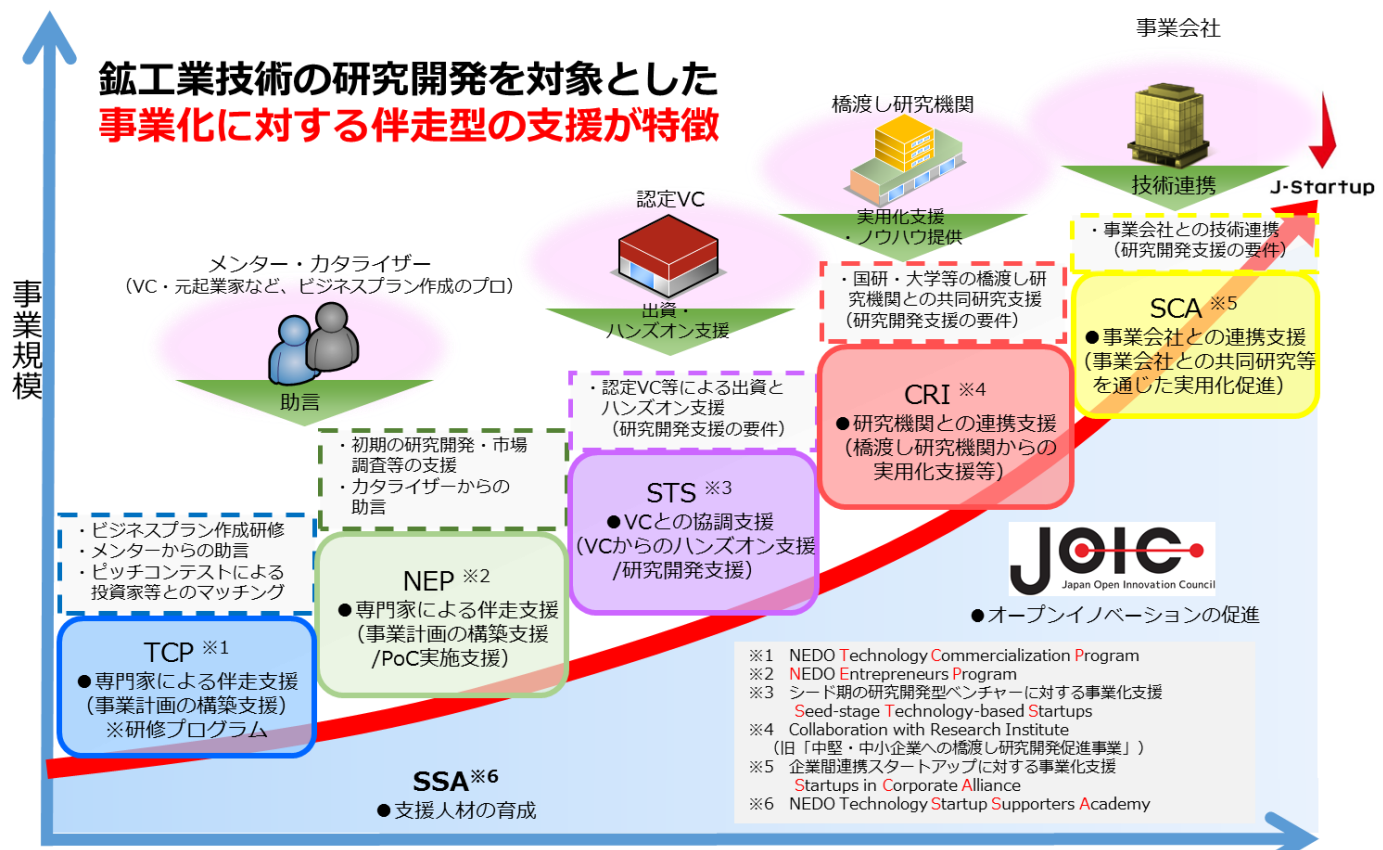 鉱工業技術の研究開発を対象とした
事業化に対する伴走型の支援が特徴
事業規模
メンター・カタライザー
（VC・元起業家など、ビジネスプラン作成のプロ）
助言
認定VC
出資・
ハンズオン支援
橋渡し研究機関
実用化支援
・ノウハウ提供
事業会社
技術連携
J-Startup
・ビジネスプラン作成研修
・メンターからの助言
・ピッチコンテストによる
投資家等とのマッチング
TCP ※1
●専門家による伴走支援
（事業計画の構築支援）
※研修プログラム
・初期の研究開発・市場
調査等の支援
・カタライザーからの
助言
NEP ※2
●専門家による伴走支援
（事業計画の構築支援
/PoC実施支援）
・認定VC等による出資と
ハンズオン支援
（研究開発支援の要件）
STS ※3
●VCとの協調支援
（VCからのハンズオン支援
/研究開発支援）
・国研・大学等の橋渡し研
究機関との共同研究支援
（研究開発支援の要件）
CRI ※4
●研究機関との連携支援
（橋渡し研究機関からの
実用化支援等）
・事業会社との技術連携
（研究開発支援の要件）
SCA ※5
●事業会社との連携支援
（事業会社との共同研究等
を通じた実用化促進）
JOIC
Japan Open Innovation Council
●オープンイノベーションの促進
SSA※6
●支援人材の育成
※1 NEDO Technology Commercialization Program
※2 NEDO Entrepreneurs Program
※3 シード期の研究開発型ベンチャーに対する事業化支援
Seed-stage Technology-based Startups
※4 Collaboration with Research Institute
（旧「中堅・中小企業への橋渡し研究開発促進事業」）
※5 企業間連携スタートアップに対する事業化支援
Startups in Corporate Alliance
※6 NEDO Technology Startup Supporters Academy